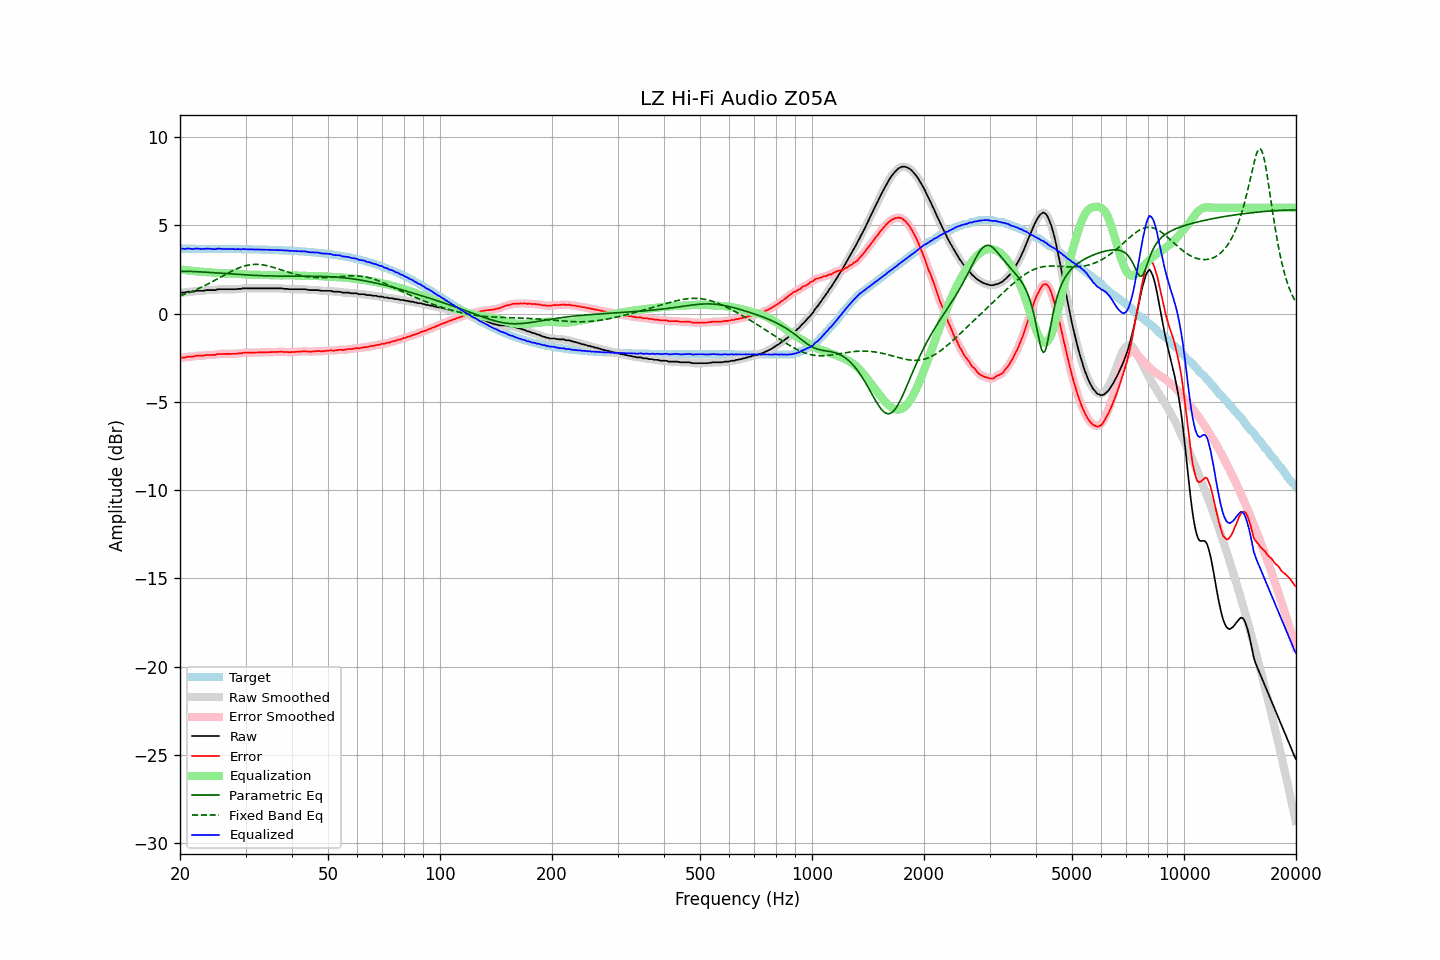 LZ Hi-Fi Audio Z05A
10
5
0
−5
−10
−15
−20
−25
−30
Amplitude (dBr)
Target
Raw Smoothed
Error Smoothed
Raw
Error
Equalization
Parametric Eq
Fixed Band Eq
Equalized
20 50 100 200 500 1000 2000 5000 10000 20000
Frequency (Hz)